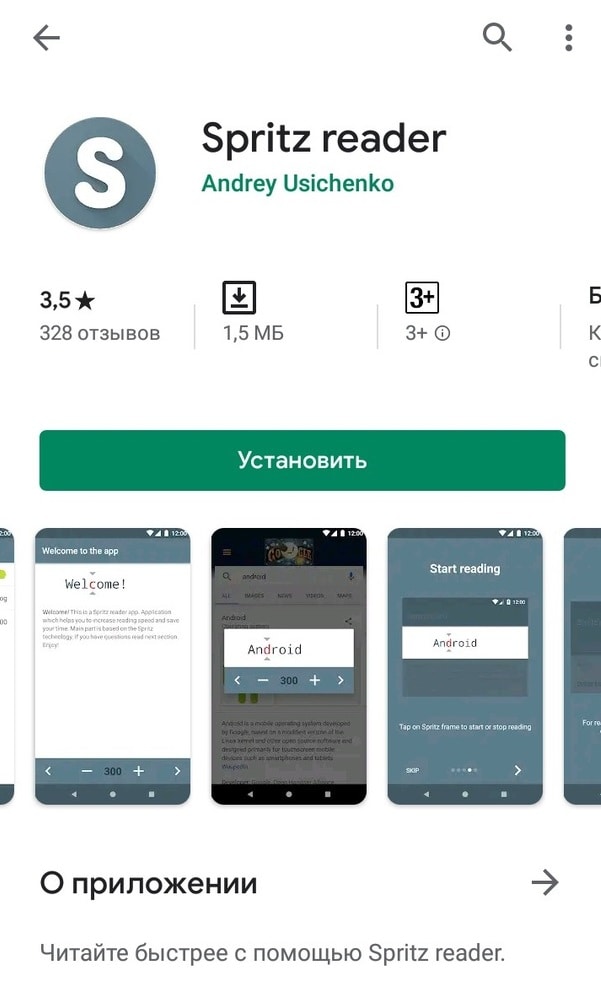 S
Spritz reader
Andrey Usichenko
3,5★
328 отзывов
1,5 МБ
3+
3+
Установить
Welcome to the app
Welcome!
Welcome! This is a Spritz reader app. Application
which helps you to increase reading speed and save
your time. Main part is based on the Spritz
technology. If you have questions read next section.
Enjoy!
300
12:00
android
ALL IMAGES NEWS VIDEOS MAPS
Android
Android
300
Android is a mobile operating system developed
by Google, based on a modified version of the
Linux kernel and other open source software and
designed primarily for touchscreen mobile
devices such as smartphones and tablets.
Wikipedia
12:00
Start reading
12:00
Android
Tap on Spritz frame to start or stop reading
SKIP
О приложении
Читайте быстрее с помощью Spritz reader.